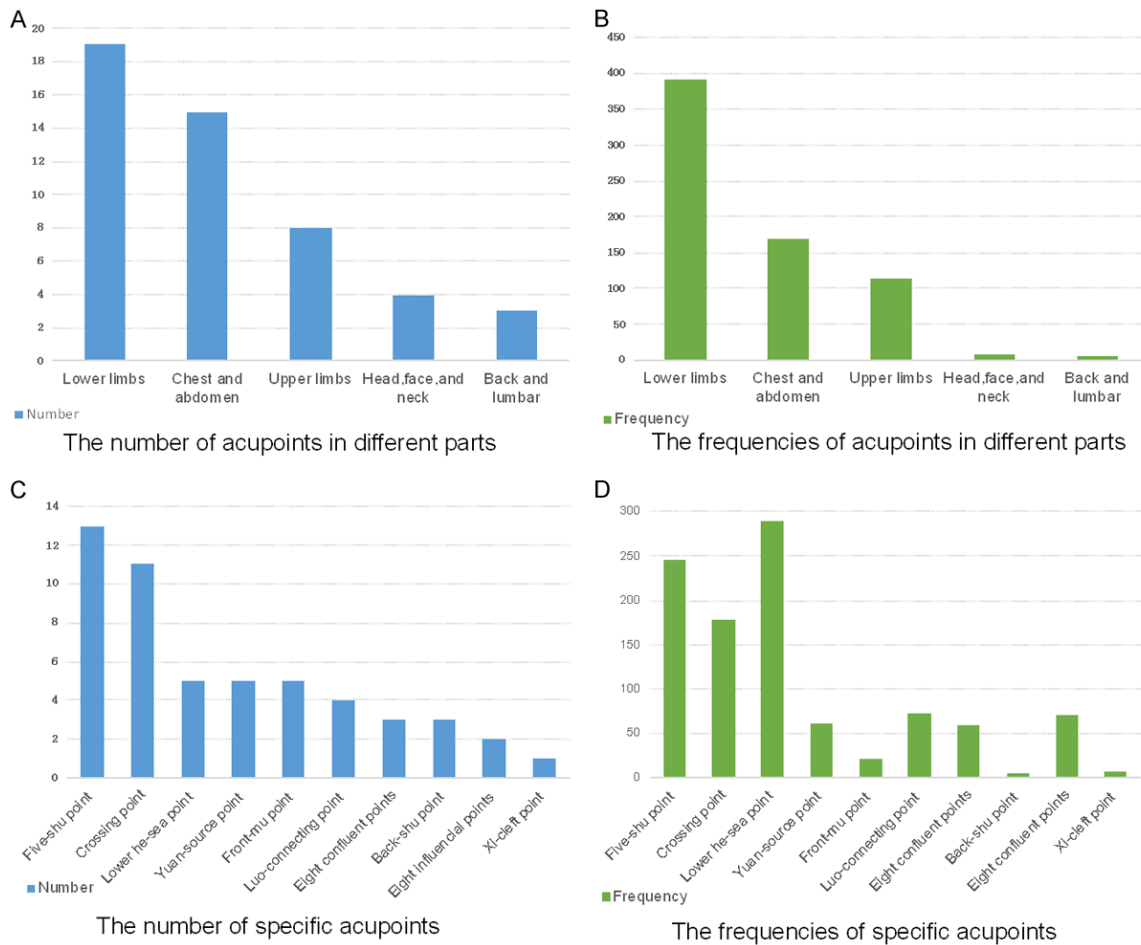 A
20
18
16
14
12
10
8
6
4
2
0
Lower limbs
Chest and
abdomen
Upper limbs
Head,face,and
neck
Back and
lumbar
Number
The number of acupoints in different parts
B
450
400
350
300
250
200
150
100
50
0
Lower limbs
Chest and
abdomen
Upper limbs
Head,face,and
neck
Back and
lumbar
Frequency
The frequencies of acupoints in different parts
C
14
12
10
8
6
4
2
0
Five-shu point
Crossing point
Lower he-sea point
Yuan-source point
Front-mu point
Luo-connecting point
Eight confluent points
Back-shu point
Eight influencial points
XI-cleft point
Number
The number of specific acupoints
D
300
250
200
150
100
50
0
Five-shu point
Crossing point
Lower he-sea point
Yuan-source point
Front-mu point
Luo-connecting point
Eight confluent points
Back-shu point
Eight confluent points
XI-cleft point
Frequency
The frequencies of specific acupoints